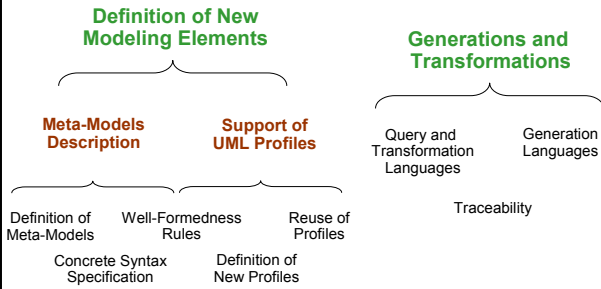 Definition of New
Modeling Elements
Generations and
Transformations
Meta-Models
Description
Support of
UML Profiles
Query and
Transformation
Languages
Generation
Languages
Traceability
Definition of
Meta-Models
Well-Formedness
Rules
Reuse of
Profiles
Concrete Syntax
Specification
Definition of
New Profiles